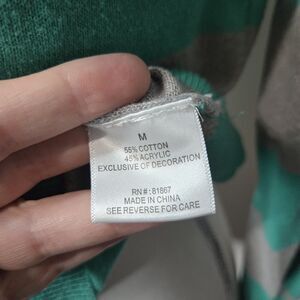 M
55% COTTON
45% ACRYLIC
EXCLUSIVE OF DECORATION
RN#:81867
MADE IN CHINA
SEE REVERSE FOR CARE